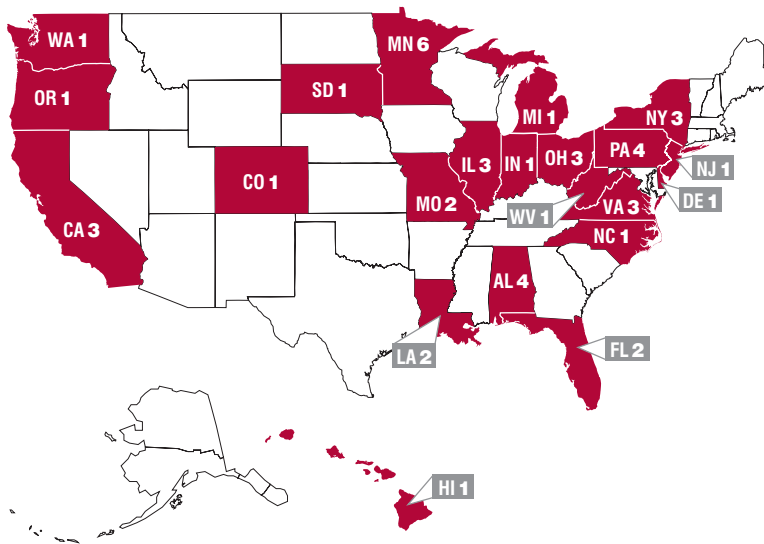 WA 1
MN 6
OR 1
SD 1
MI 1
NY 3
IL 3
IN 1
OH 3
PA 4
NJ 1
CO 1
MO 2
WV 1
VA 3
DE 1
CA 3
NC 1
AL 4
LA 2
FL 2
HI 1